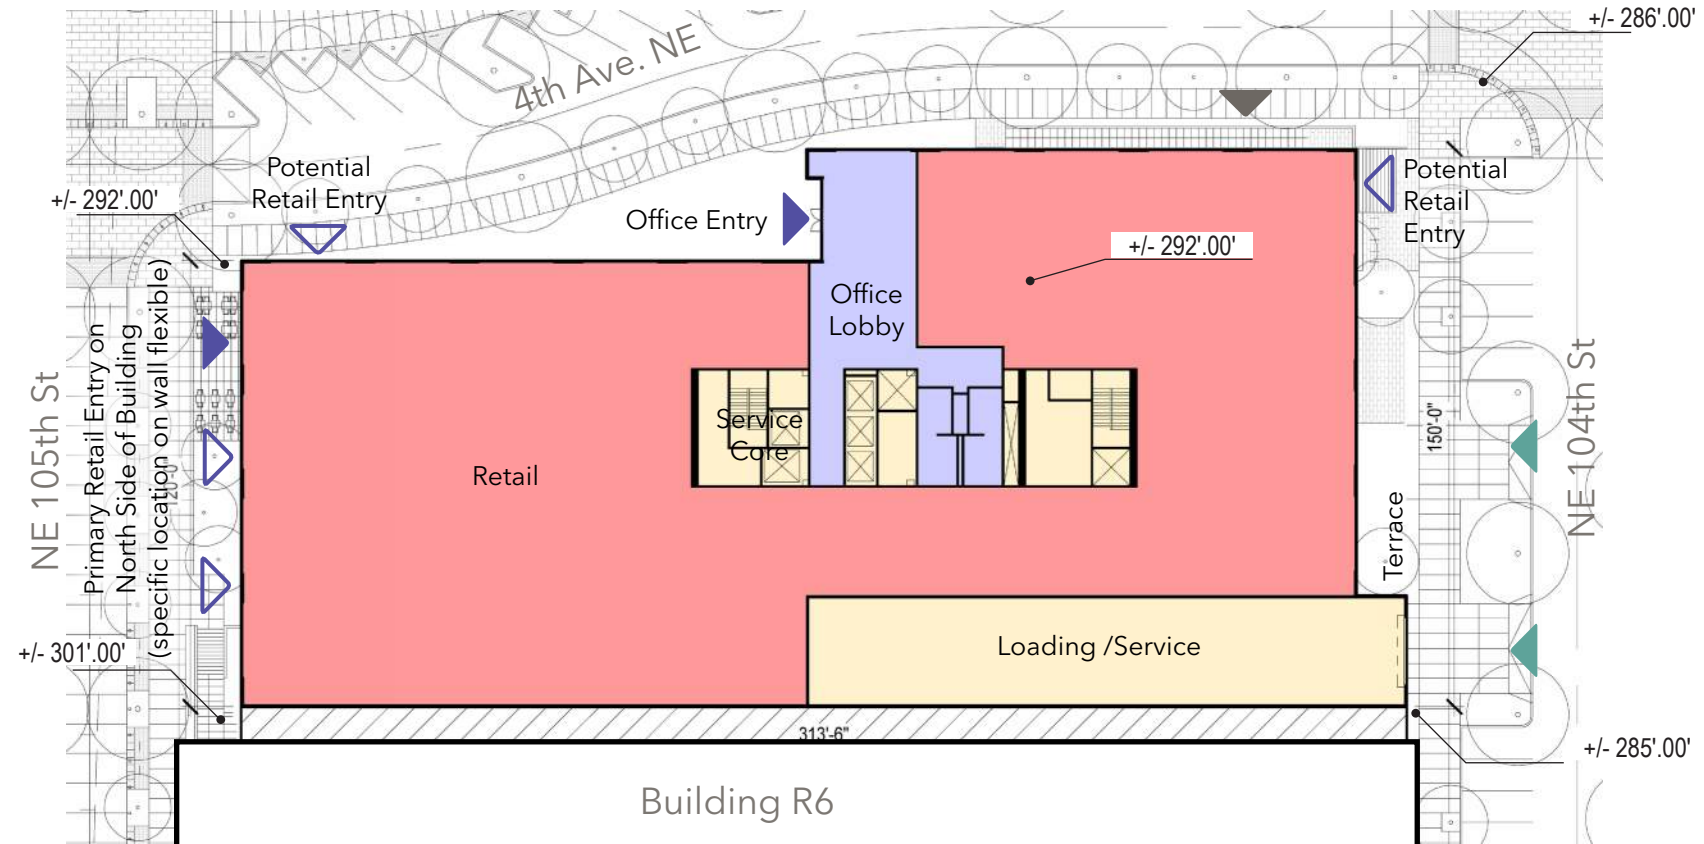 +/- 286'.00'
4th Ave. NE
Potential
Retail Entry
+/- 292'.00'
Office Entry
Potential
Retail
Entry
+/- 292'.00'
Office
Lobby
NE 105th St
Primary Retail Entry on
North Side of Building
(specific location on wall flexible)
120'-0
Retail
Service
Core
150'-0"
NE 104th St
Terrace
Loading /Service
+/- 301'.00'
313'-6"
+/- 285'.00'
Building R6